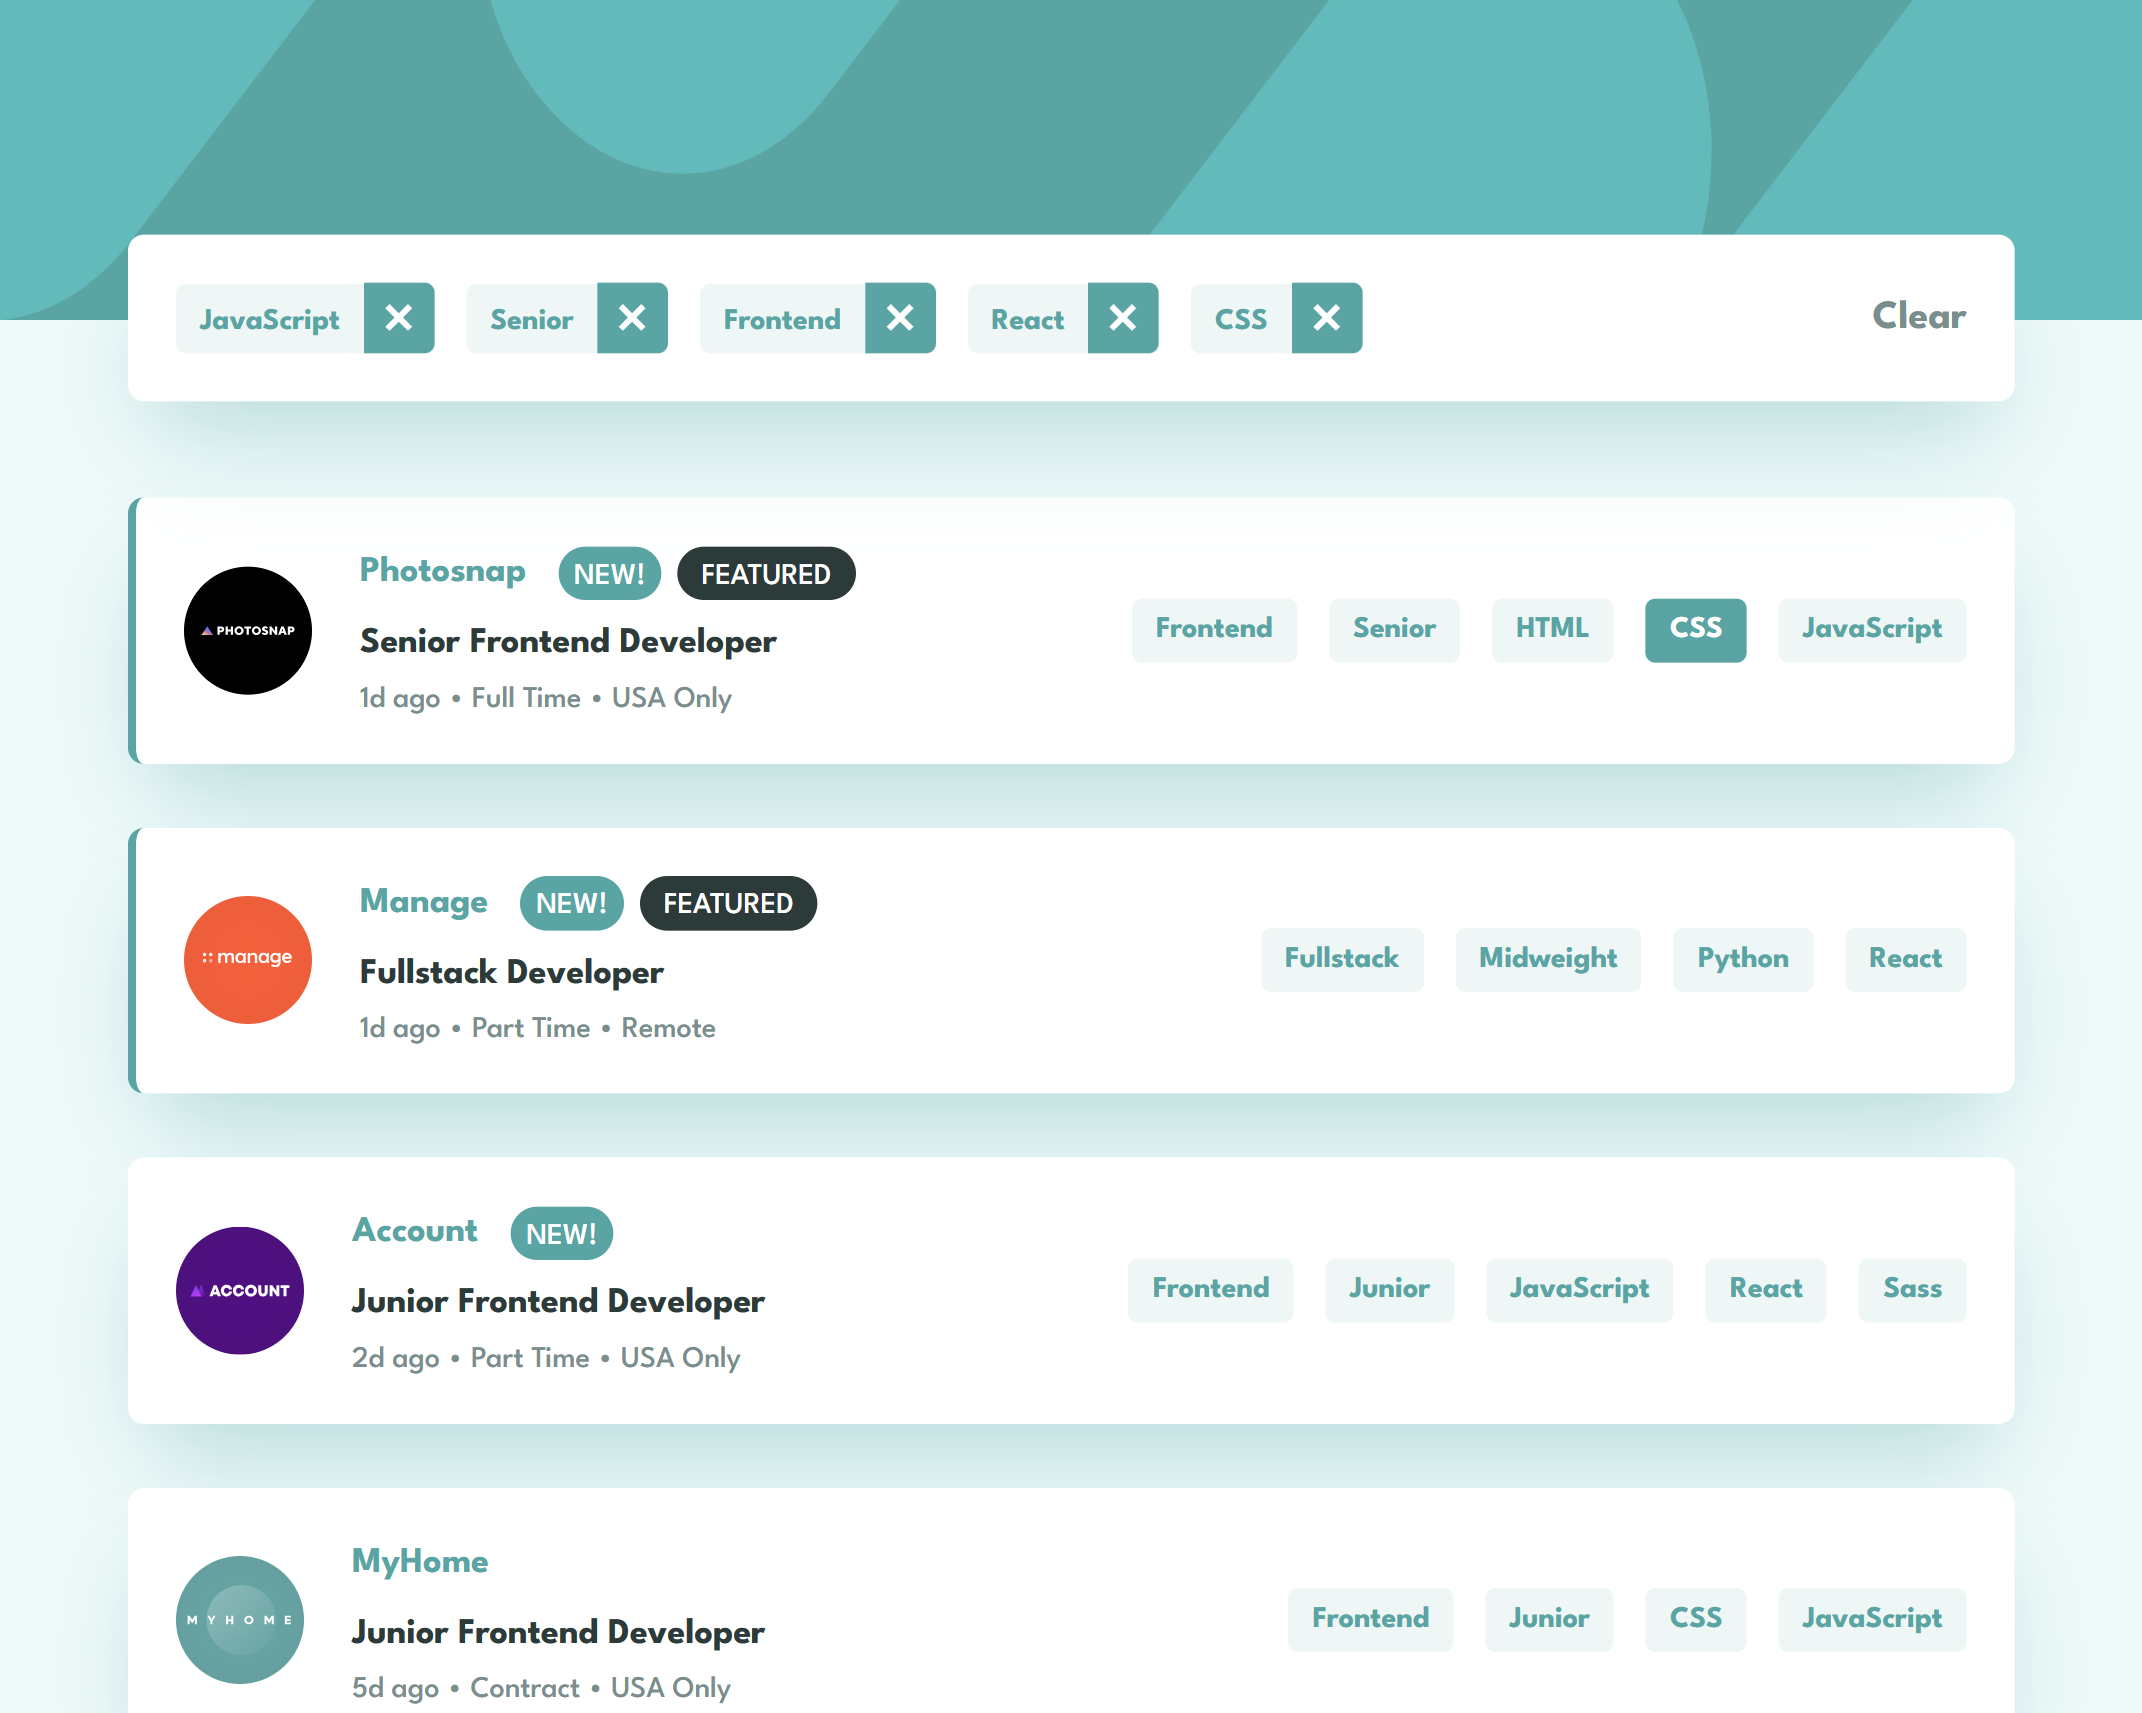 JavaScript Senior Frontend React CSS Clear
Photosnap NEW! FEATURED
PHOTOSNAP
Senior Frontend Developer
1d ago • Full Time • USA Only
Frontend Senior HTML CSS JavaScript
Manage NEW! FEATURED
manage
Fullstack Developer
1d ago • Part Time • Remote
Fullstack Midweight Python React
Account NEW!
ACCOUNT
Junior Frontend Developer
2d ago • Part Time • USA Only
Frontend Junior JavaScript React Sass
MyHome
MYHOME
Junior Frontend Developer
5d ago • Contract • USA Only
Frontend Junior CSS JavaScript